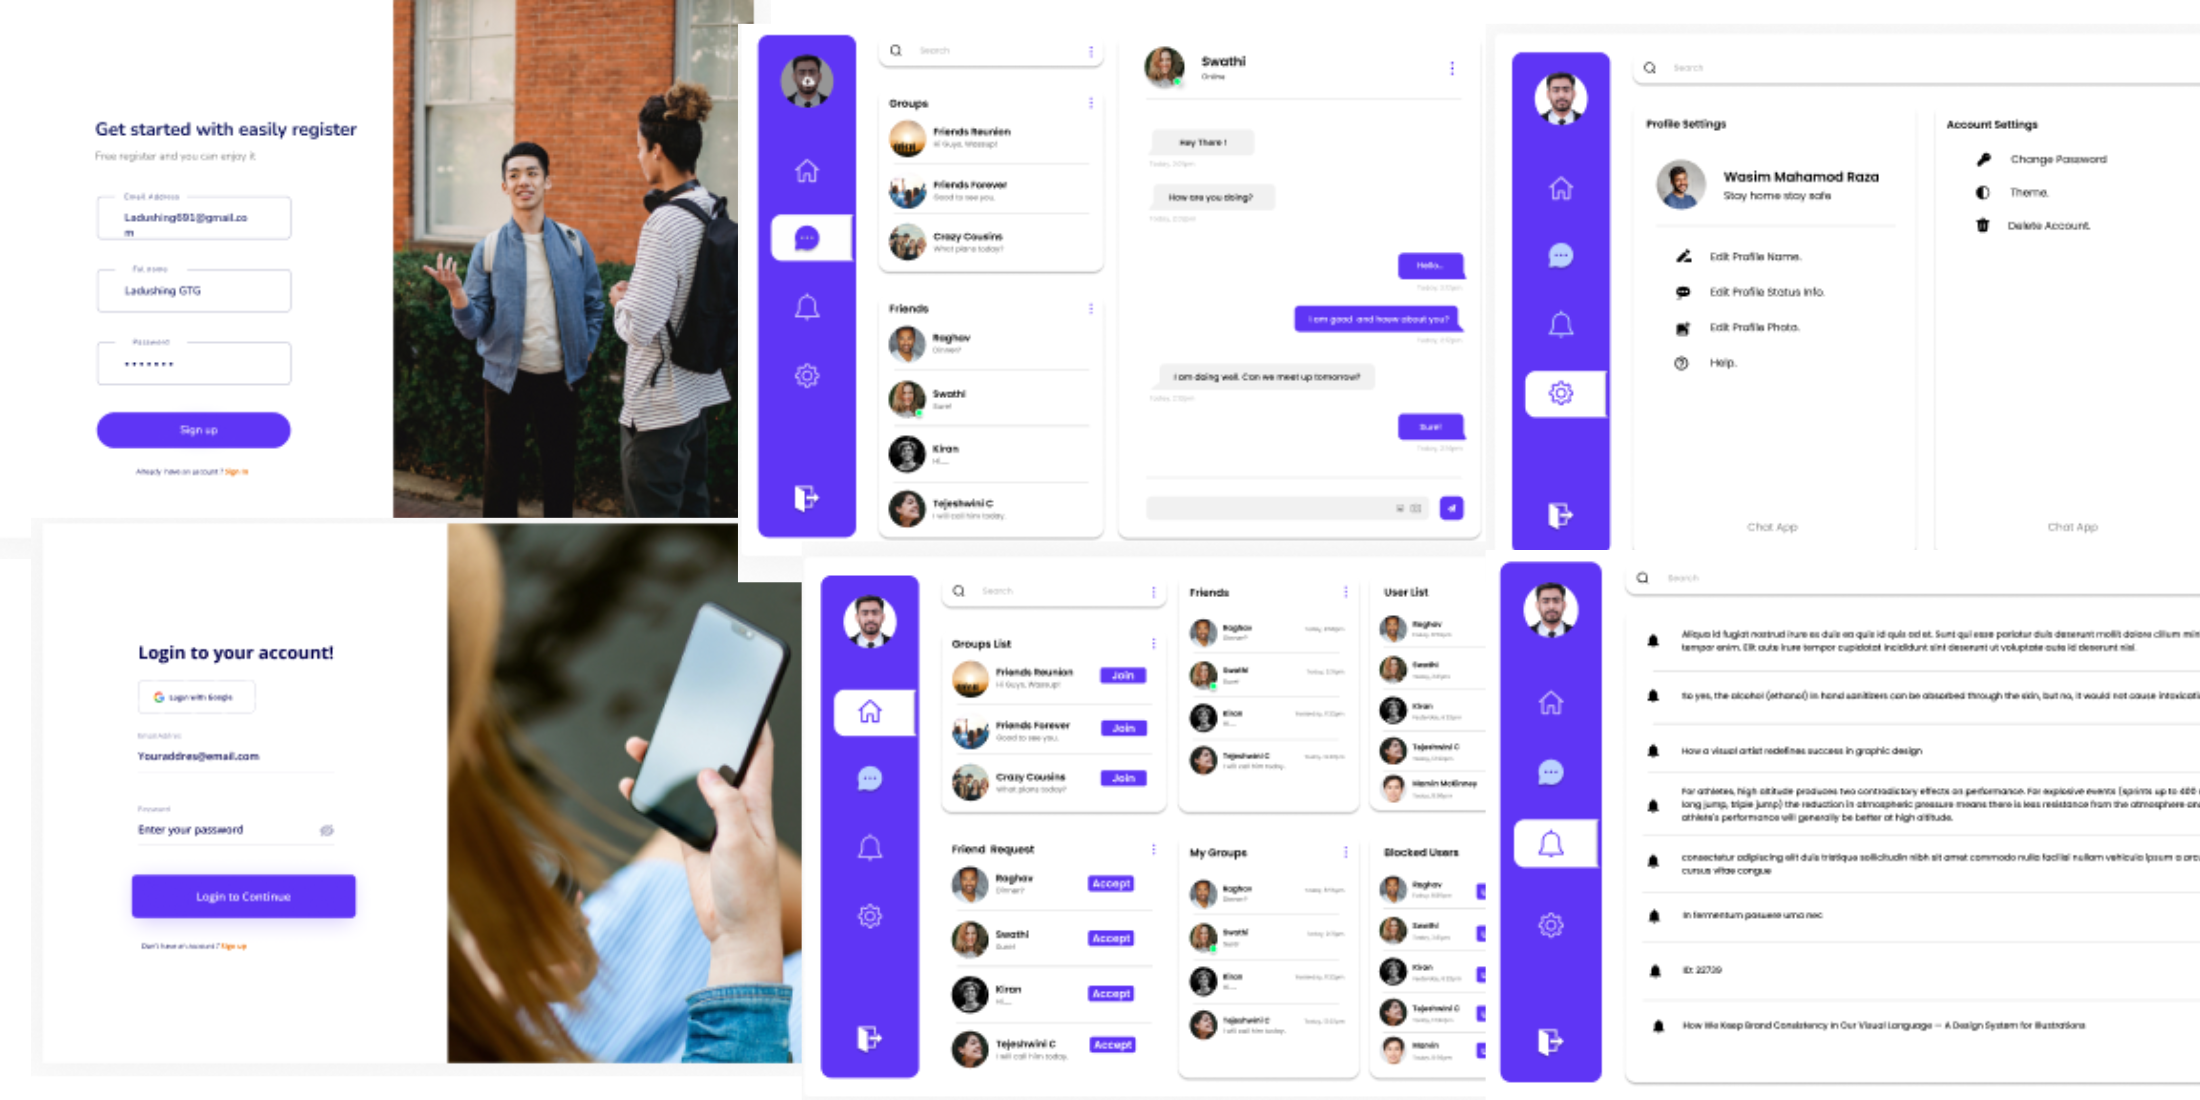 Get started with easily register
Free register and you can enjoy it
Email Address
Ladushing691@gmail.co
m
Ful name
Ladushing GTG
Password
•••••••
Sign up
Already have an account ? Sign In
Login to your account!
Login with Google
Email Addres
Youraddres@email.com
Password
Enter your password
Login to Continue
Don't have an account ? Sign up
Search
Groups
Friends Reunion
Hi Guys, Wassup!
Friends Forever
Good to see you.
Crazy Cousins
What plans today?
Friends
Raghav
Dinner?
Swathi
Sure!
Kiran
Hi.....
Tejeshwini C
I will call him today.
Swathi
Online
Hey There !
How are you doing?
Hello...
I am good and hoew about you?
I am doing well. Can we meet up tomorrow?
Sure!
Search
Profile Settings
Wasim Mahamod Raza
Stay home stay safe
Edit Profile Name.
Edit Profile Status Info.
Edit Profile Photo.
Help.
Chat App
Account Settings
Change Password
Theme.
Delete Account.
Chat App
Search
Groups List
Friends Reunion
Hi Guys, Wassup!
Join
Friends Forever
Good to see you.
Join
Crazy Cousins
What plans today?
Join
Friend Request
Raghav
Dinner?
Accept
Swathi
Sure!
Accept
Kiran
Hi.....
Accept
Tejeshwini C
I will call him today.
Accept
Friends
Raghav
Dinner?
Swathi
Sure!
Kiran
Hi.....
Tejeshwini C
I will call him today.
My Groups
Raghav
Dinner?
Swathi
Sure!
Kiran
Hi.....
Tejeshwini C
I will call him today.
User List
Raghav
Swathi
Kiran
Tejeshwini C
Marvin McKinney
Blocked Users
Raghav
Swathi
Kiran
Tejeshwini C
Marvin
Search
Aliqua id fugiat nostrud irure ex duis ea quis id quis ad et. Sunt qui esse pariatur duis deserunt mollit dolore cillum min
tempor enim. Elit aute irure tempor cupidatat incididunt sint deserunt ut voluptate aute id deserunt nisi.
So yes, the alcohol (ethanol) in hand sanitizers can be absorbed through the skin, but no, it would not cause intoxicati
How a visual artist redefines success in graphic design
For athletes, high altitude produces two contradictory effects on performance. For explosive events (sprints up to 400
long jump, triple jump) the reduction in atmospheric pressure means there is less resistance from the atmosphere and
athlete's performance will generally be better at high altitude.
consectetur adipiscing elit duis tristique sollicitudin nibh sit amet commodo nulla facilisi nullam vehicula ipsum a arcu
cursus vitae congue
In fermentum posuere urna nec
ID: 22739
How We Keep Brand Consistency in Our Visual Language — A Design System for Illustrations